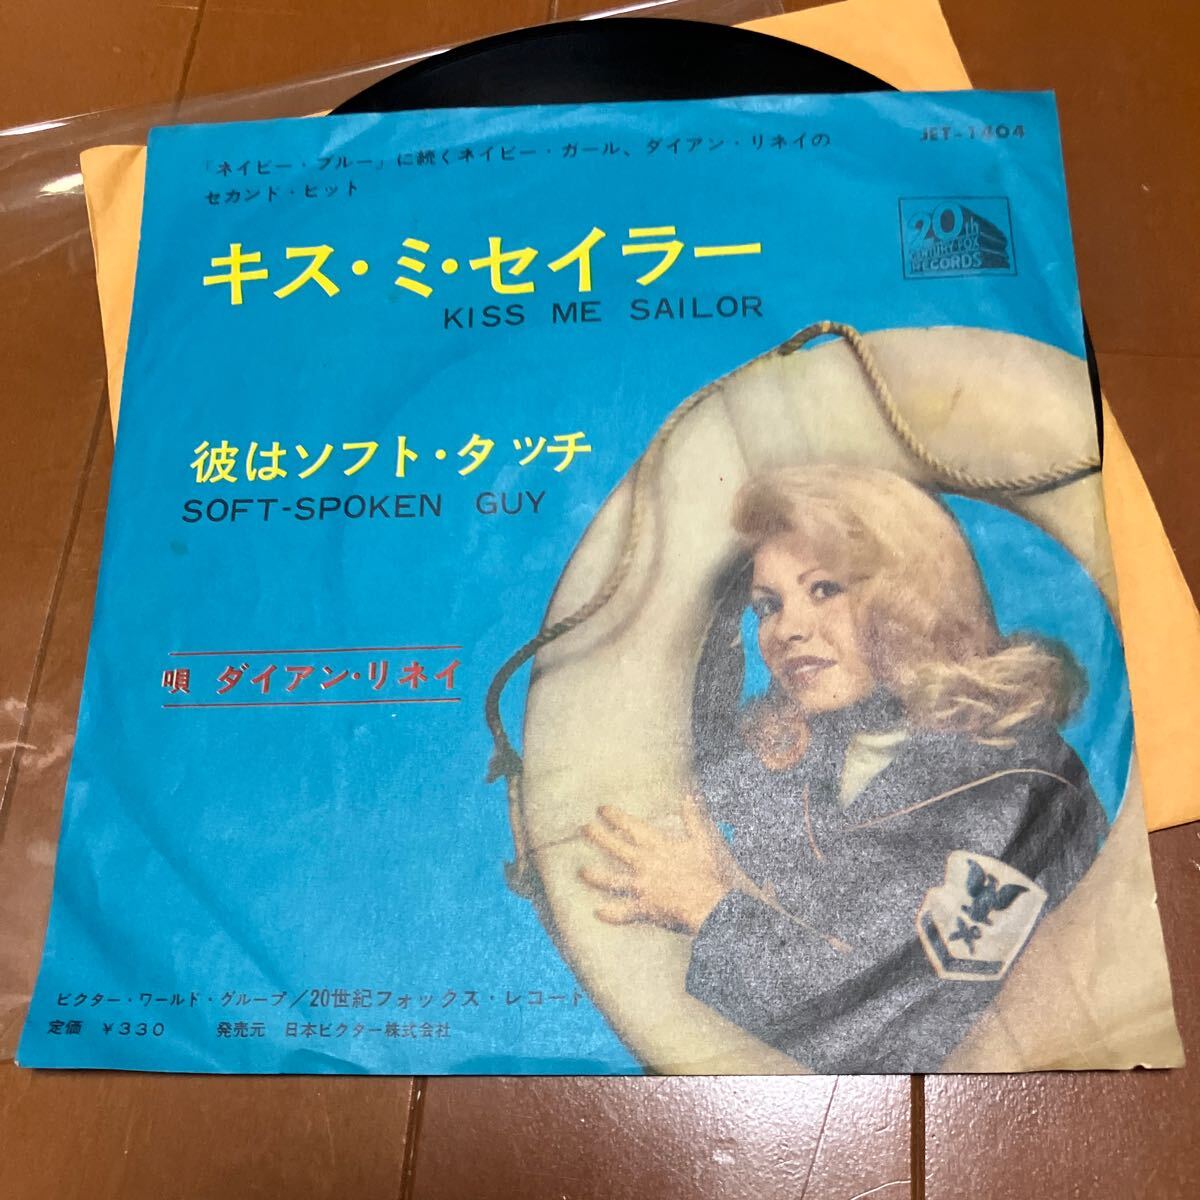 JET-1404
「ネイビー・ブルー」に続くネイビー・ガール、ダイアン・リネイの
セカンド・ヒット
20th
CENTURY-FOX
RECORDS
キス・ミ・セイラー
KISS ME SAILOR
彼はソフト・タッチ
SOFT-SPOKEN GUY
唄 ダイアン・リネイ
ビクター・ワールド・グループ/20世紀フォックス・レコード
定価 ￥330 発売元 日本ビクター株式会社